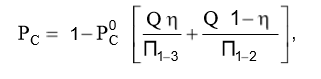 P_C = 1–P_C^0 [ Q η / Π_{1–3} + Q 1–η / Π_{1–2} ],